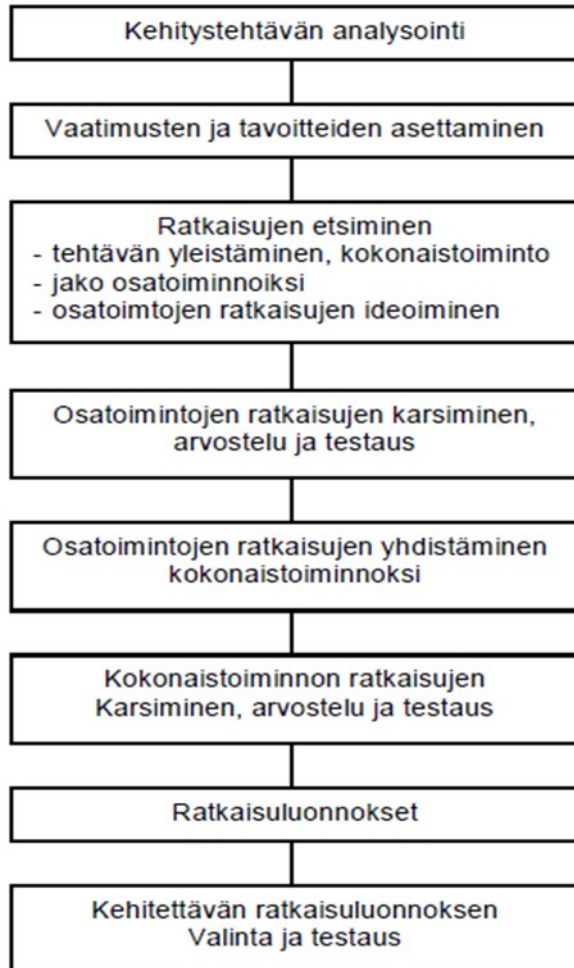 Kehitystehtävän analysointi
Vaatimusten ja tavoitteiden asettaminen
Ratkaisujen etsiminen
- tehtävän yleistäminen, kokonaistoiminto
- jako osatoiminnoiksi
- osatoimtojen ratkaisujen ideoiminen
Osatoimintojen ratkaisujen karsiminen,
arvostelu ja testaus
Osatoimintojen ratkaisujen yhdistäminen
kokonaistoiminnoksi
Kokonaistoiminnon ratkaisujen
Karsiminen, arvostelu ja testaus
Ratkaisuluonnokset
Kehitettävän ratkaisuluonnoksen
Valinta ja testaus